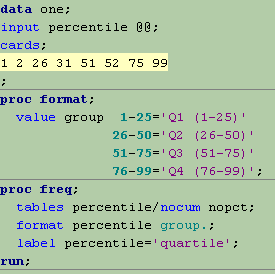 data one;
input percentile @@;
cards;
1 2 26 31 51 52 75 99
;
proc format;
value group 1-25='Q1 (1-25)'
26-50='Q2 (26-50)'
51-75='Q3 (51-75)'
76-99='Q4 (76-99)';
proc freq;
tables percentile/nocum nopct;
format percentile group.;
label percentile='quartile';
run;